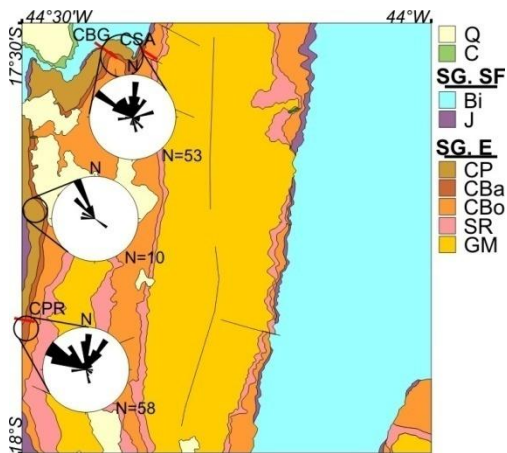 44°30'W 44°W
17°30'S
CBG CSA
N
N=53
N
N=10
CPR
N
N=58
18°S
Q
C
SG. SF
Bi
J
SG. E
CP
CBa
CBo
SR
GM